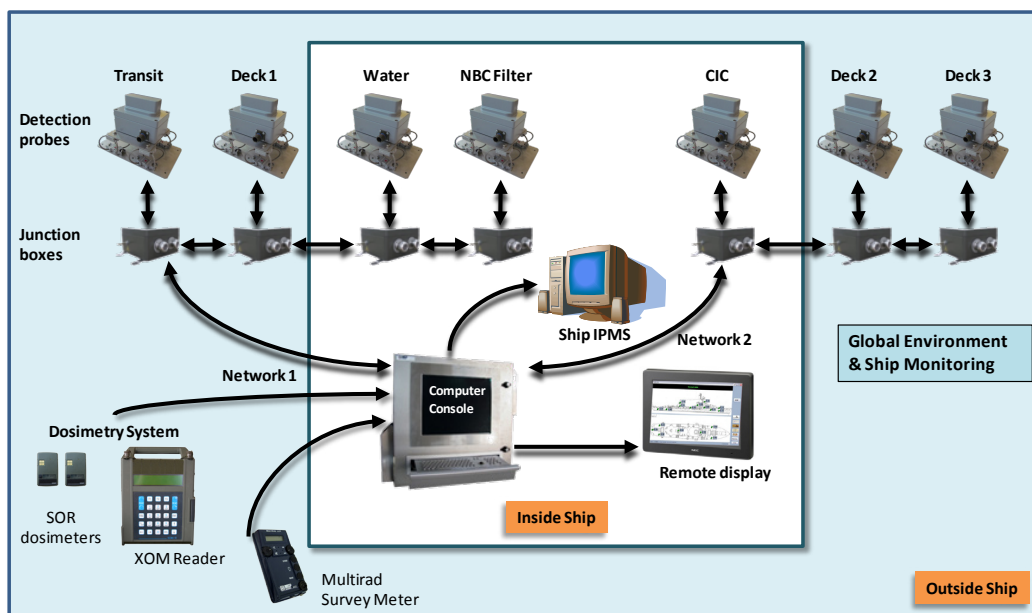 Transit
Deck 1
Water
NBC Filter
CIC
Deck 2
Deck 3
Detection
probes
Junction
boxes
Ship IPMS
Network 2
Global Environment
& Ship Monitoring
Network 1
Computer
Console
Dosimetry System
Remote display
SOR
dosimeters
XOM Reader
Inside Ship
Multirad
Survey Meter
Outside Ship